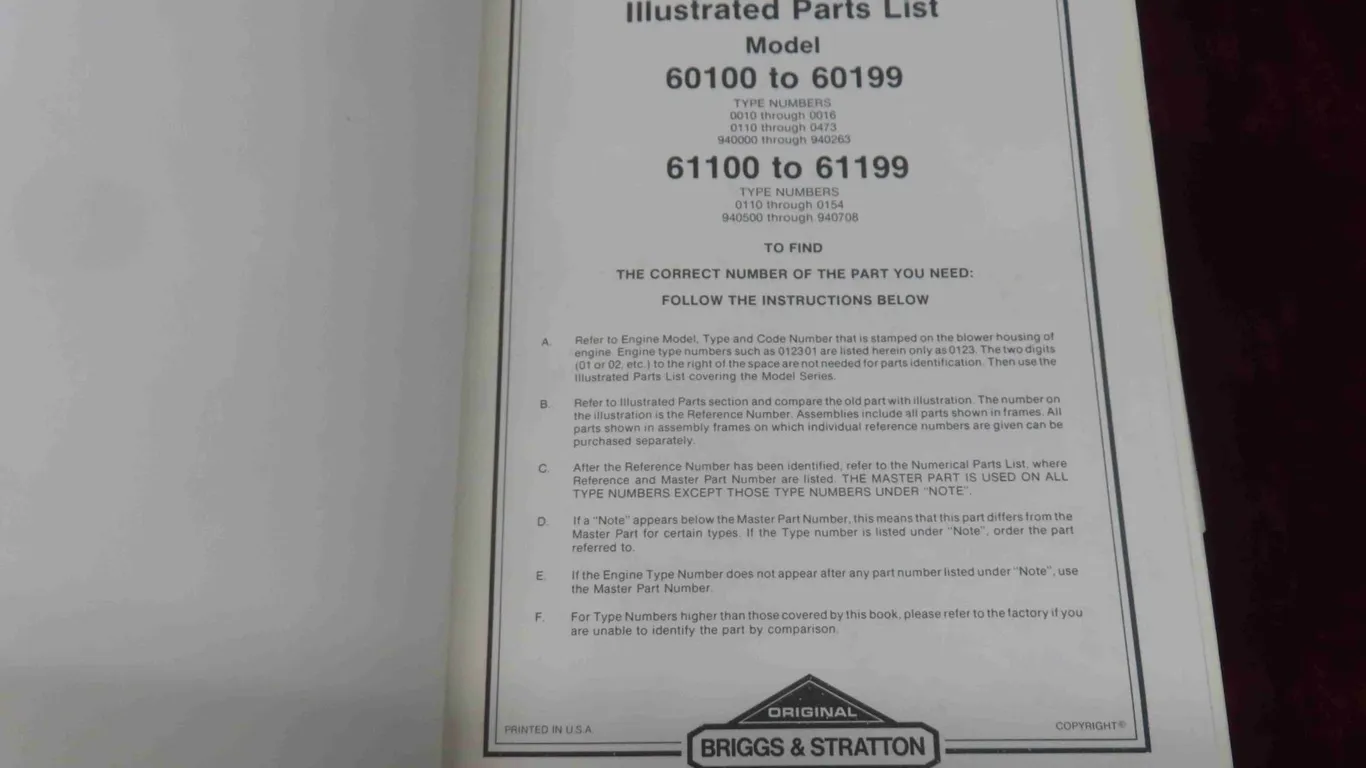 Illustrated Parts List
Model
60100 to 60199
TYPE NUMBERS
0010 through 0016
0110 through 0473
940000 through 940263
61100 to 61199
TYPE NUMBERS
0110 through 0154
940500 through 940708
TO FIND
THE CORRECT NUMBER OF THE PART YOU NEED:
FOLLOW THE INSTRUCTIONS BELOW
A. Refer to Engine Model, Type and Code Number that is stamped on the blower housing of
engine. Engine type numbers such as 0123 01 are listed herein only as 0123. The two digits
(01 or 02, etc.) to the right of the space are not needed for parts identification. Then use the
Illustrated Parts List covering the Model Series.
B. Refer to Illustrated Parts section and compare the old part with illustration. The number on
the illustration is the Reference Number. Assemblies include all parts shown in frames. All
parts shown in assembly frames on which individual reference numbers are given can be
purchased separately.
C. After the Reference Number has been identified, refer to the Numerical Parts List, where
Reference and Master Part Number are listed. THE MASTER PART IS USED ON ALL
TYPE NUMBERS EXCEPT THOSE TYPE NUMBERS UNDER "NOTE".
D. If a "Note" appears below the Master Part Number, this means that this part differs from the
Master Part for certain types. If the Type number is listed under "Note", order the part
referred to.
E. If the Engine Type Number does not appear after any part number listed under "Note", use
the Master Part Number.
F. For Type Numbers higher than those covered by this book, please refer to the factory if you
are unable to identify the part by comparison.
ORIGINAL
PRINTED IN U.S.A.
COPYRIGHT©
BRIGGS & STRATTON